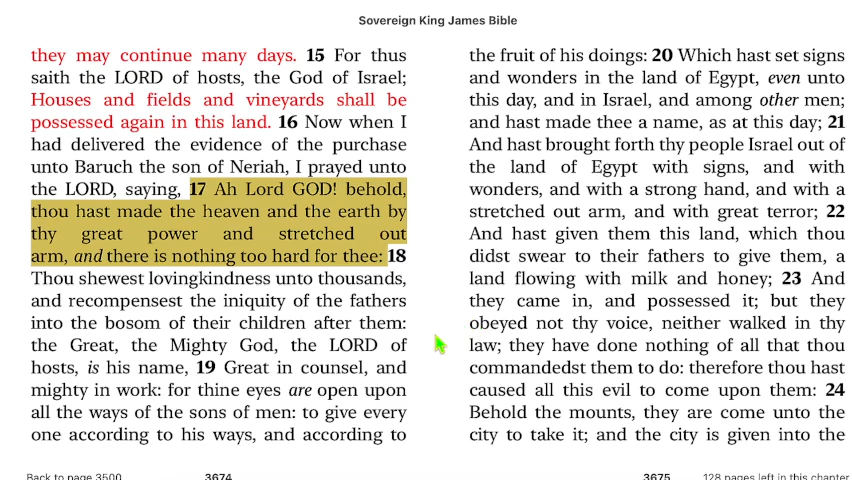 Sovereign King James Bible
they may continue many days. 15 For thus
saith the LORD of hosts, the God of Israel;
Houses and fields and vineyards shall be
possessed again in this land. 16 Now when I
had delivered the evidence of the purchase
unto Baruch the son of Neriah, I prayed unto
the LORD, saying, 17 Ah Lord GOD! behold,
thou hast made the heaven and the earth by
thy great power and stretched out
arm, and there is nothing too hard for thee: 18
Thou shewest lovingkindness unto thousands,
and recompensest the iniquity of the fathers
into the bosom of their children after them:
the Great, the Mighty God, the LORD of
hosts, is his name, 19 Great in counsel, and
mighty in work: for thine eyes are open upon
all the ways of the sons of men: to give every
one according to his ways, and according to
the fruit of his doings: 20 Which hast set signs
and wonders in the land of Egypt, even unto
this day, and in Israel, and among other men;
and hast made thee a name, as at this day; 21
And hast brought forth thy people Israel out of
the land of Egypt with signs, and with
wonders, and with a strong hand, and with a
stretched out arm, and with great terror; 22
And hast given them this land, which thou
didst swear to their fathers to give them, a
land flowing with milk and honey; 23 And
they came in, and possessed it; but they
obeyed not thy voice, neither walked in thy
law; they have done nothing of all that thou
commandedst them to do: therefore thou hast
caused all this evil to come upon them: 24
Behold the mounts, they are come unto the
city to take it; and the city is given into the
Back to page 3500
3674
3675
128 pages left in this chapter